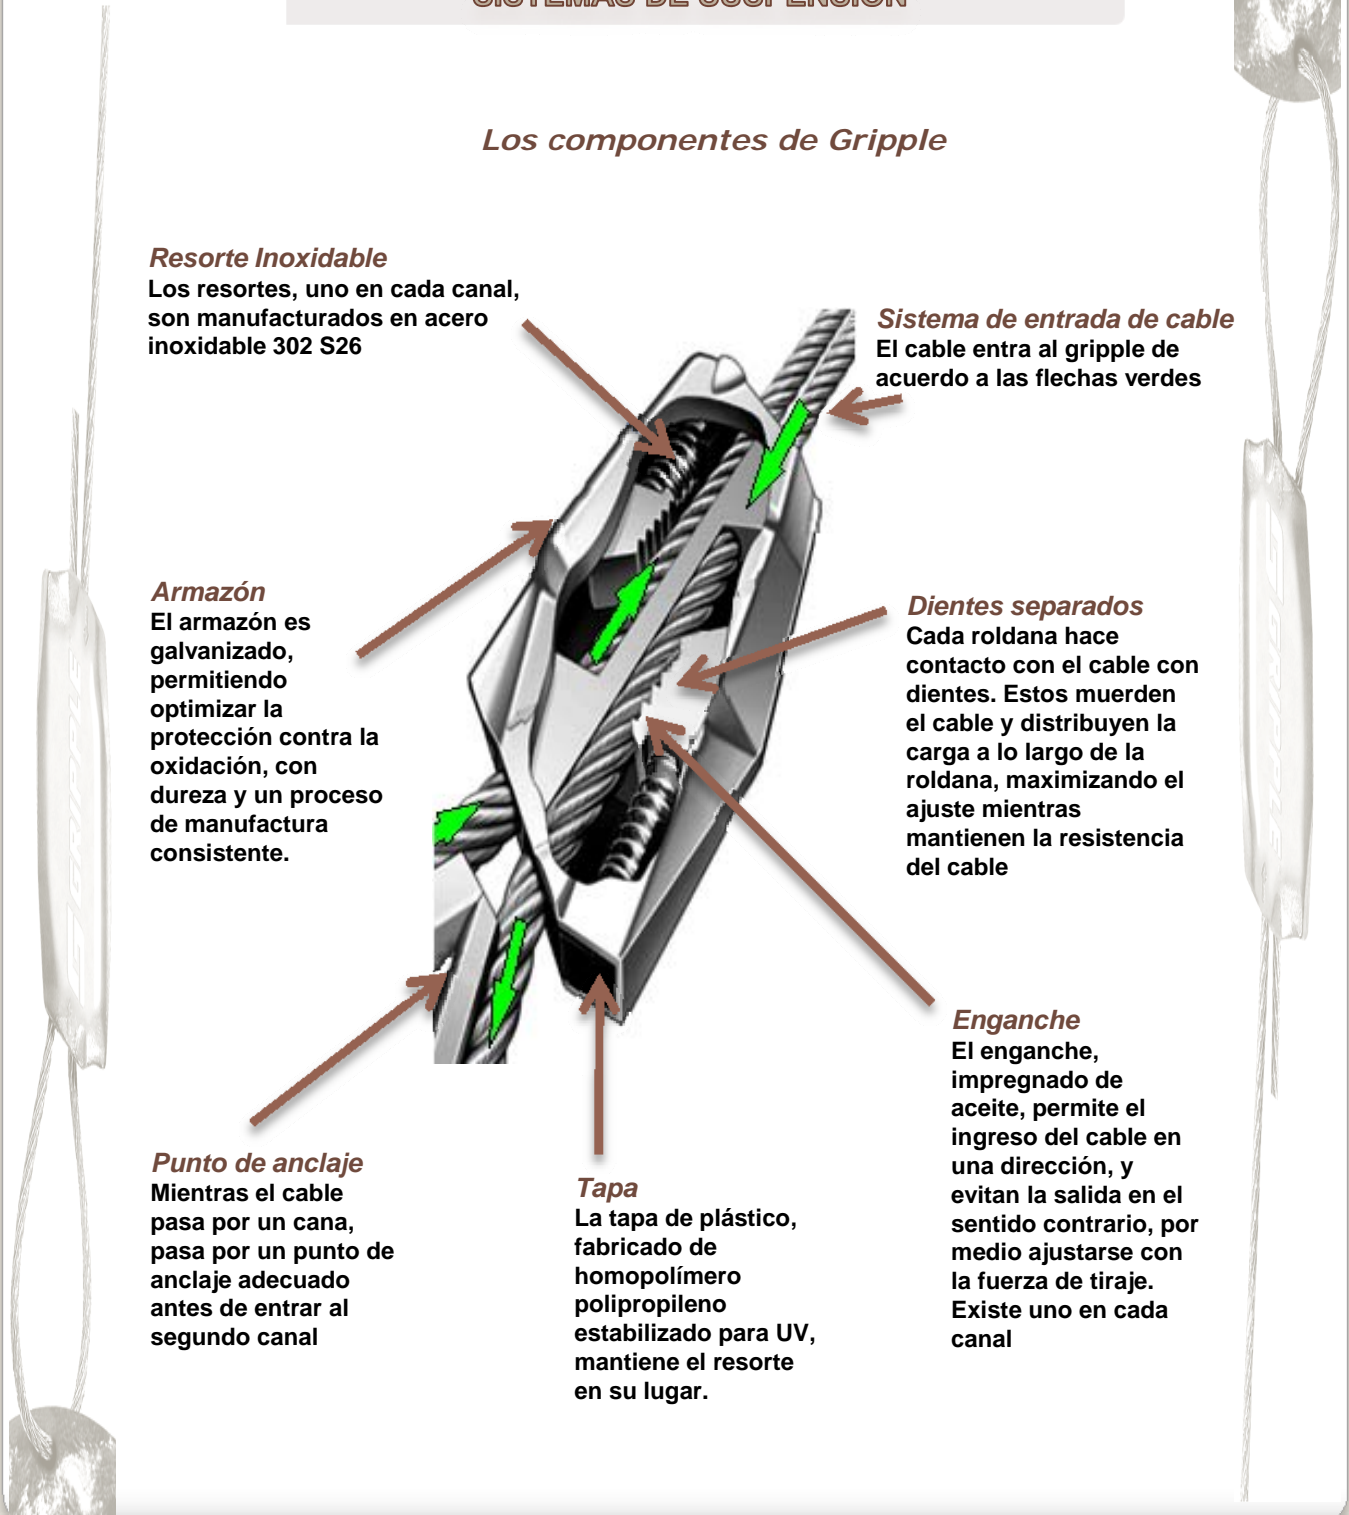 SISTEMAS DE SUSPENSIÓN
Los componentes de Gripple
Resorte Inoxidable
Los resortes, uno en cada canal,
son manufacturados en acero
inoxidable 302 S26
Sistema de entrada de cable
El cable entra al gripple de
acuerdo a las flechas verdes
Armazón
El armazón es
galvanizado,
permitiendo
optimizar la
protección contra la
oxidación, con
dureza y un proceso
de manufactura
consistente.
Dientes separados
Cada roldana hace
contacto con el cable con
dientes. Estos muerden
el cable y distribuyen la
carga a lo largo de la
roldana, maximizando el
ajuste mientras
mantienen la resistencia
del cable
Enganche
El enganche,
impregnado de
aceite, permite el
ingreso del cable en
una dirección, y
evitan la salida en el
sentido contrario, por
medio ajustarse con
la fuerza de tiraje.
Existe uno en cada
canal
Punto de anclaje
Mientras el cable
pasa por un cana,
pasa por un punto de
anclaje adecuado
antes de entrar al
segundo canal
Tapa
La tapa de plástico,
fabricado de
homopolímero
polipropileno
estabilizado para UV,
mantiene el resorte
en su lugar.
GRIPPLE
GRIPPLE